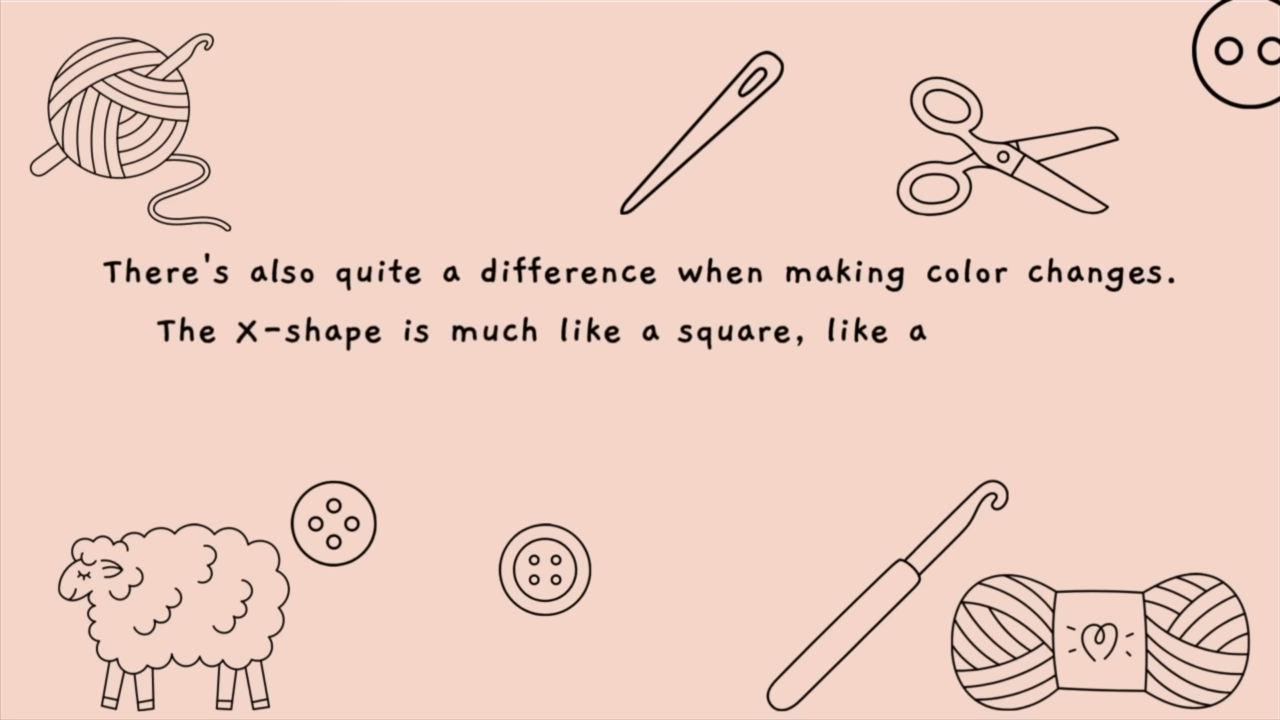 There's also quite a difference when making color changes.
The X-shape is much like a square, like a